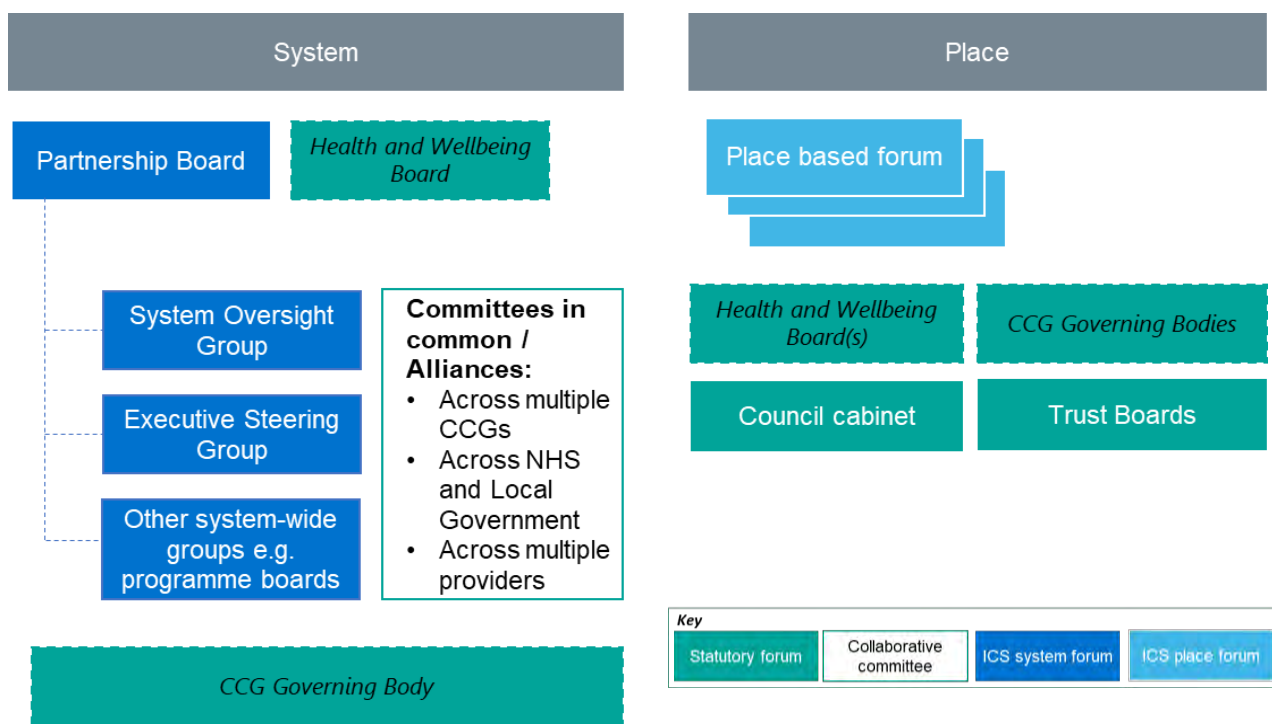 System
Partnership Board
Health and Wellbeing
Board
System Oversight
Group
Executive Steering
Group
Other system-wide
groups e.g.
programme boards
Committees in
common /
Alliances:
• Across multiple
CCGs
• Across NHS
and Local
Government
• Across multiple
providers
CCG Governing Body
Place
Place based forum
Health and Wellbeing
Board(s)
CCG Governing Bodies
Council cabinet
Trust Boards
Key
Statutory forum
Collaborative
committee
ICS system forum
ICS place forum